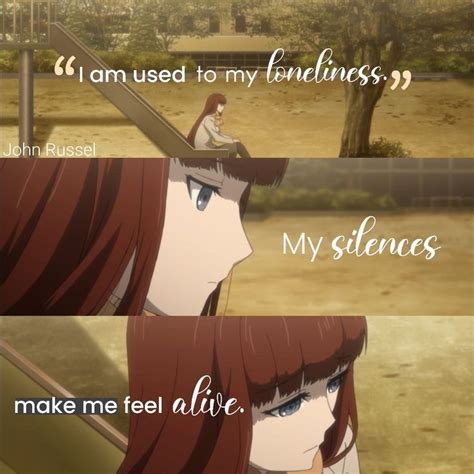 “I am used to my loneliness.”
John Russel
My silences
make me feel alive.